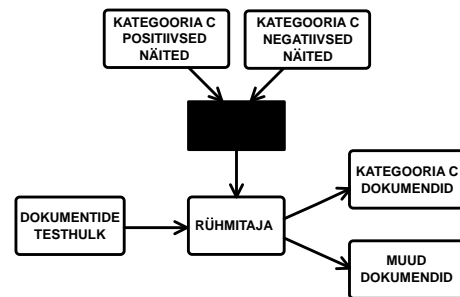 KATEGOORIA C
POSITIIVSED
NÄITED
KATEGOORIA C
NEGATIIVSED
NÄITED
KATEGOORIA C
DOKUMENDID
DOKUMENTIDE
TESTHULK
RÜHMITAJA
MUUD
DOKUMENDID